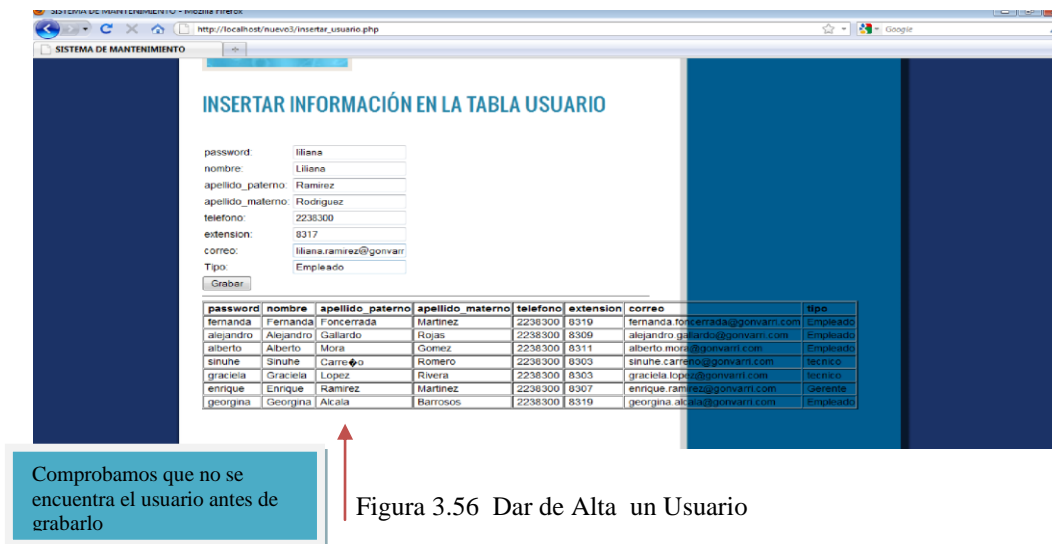 SISTEMA DE MANTENIMIENTO - Mozilla Firefox
http://localhost/nuevo3/insertar_usuario.php
Google
SISTEMA DE MANTENIMIENTO
INSERTAR INFORMACIÓN EN LA TABLA USUARIO
password: liliana
nombre: Liliana
apellido_paterno: Ramirez
apellido_materno: Rodriguez
telefono: 2238300
extension: 8317
correo: liliana.ramirez@gonvarr
Tipo: Empleado
Grabar
password nombre apellido_paterno apellido_materno telefono extension correo tipo
fernanda Fernanda Foncerrada Martinez 2238300 8319 fernanda.foncerrada@gonvarri.com Empleado
alejandro Alejandro Gallardo Rojas 2238300 8309 alejandro.gallardo@gonvarri.com Empleado
alberto Alberto Mora Gomez 2238300 8311 alberto.mora@gonvarri.com Empleado
sinuhe Sinuhe Carre�o Romero 2238300 8303 sinuhe.carreno@gonvarri.com tecnico
graciela Graciela Lopez Rivera 2238300 8303 graciela.lopez@gonvarri.com tecnico
enrique Enrique Ramirez Martinez 2238300 8307 enrique.ramirez@gonvarri.com Gerente
georgina Georgina Alcala Barrosos 2238300 8319 georgina.alcala@gonvarri.com Empleado
Comprobamos que no se
encuentra el usuario antes de
grabarlo
Figura 3.56 Dar de Alta un Usuario